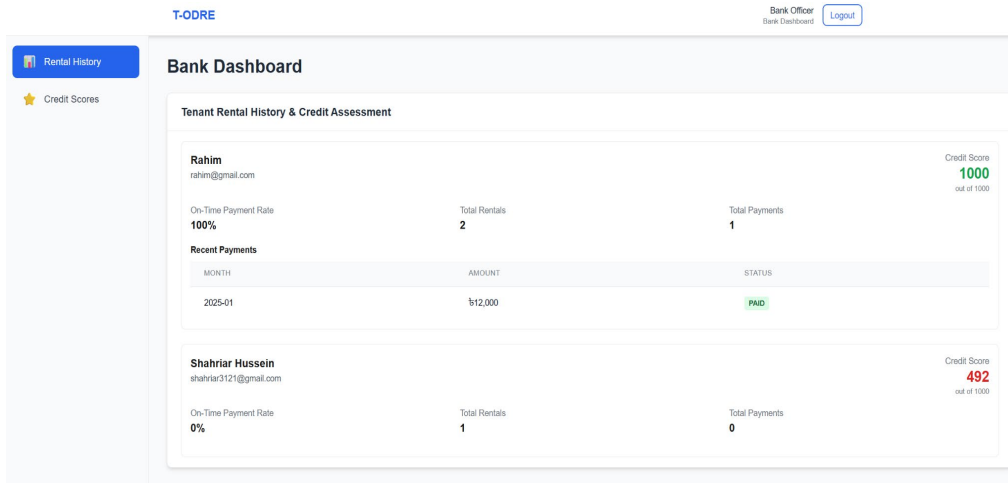 T-ODRE
Bank Officer
Bank Dashboard
Logout
Rental History
Credit Scores
Bank Dashboard
Tenant Rental History & Credit Assessment
Rahim
rahim@gmail.com
Credit Score
1000
out of 1000
On-Time Payment Rate
100%
Total Rentals
2
Total Payments
1
Recent Payments
MONTH AMOUNT STATUS
2025-01 ৳12,000 PAID
Shahriar Hussein
shahriar3121@gmail.com
Credit Score
492
out of 1000
On-Time Payment Rate
0%
Total Rentals
1
Total Payments
0